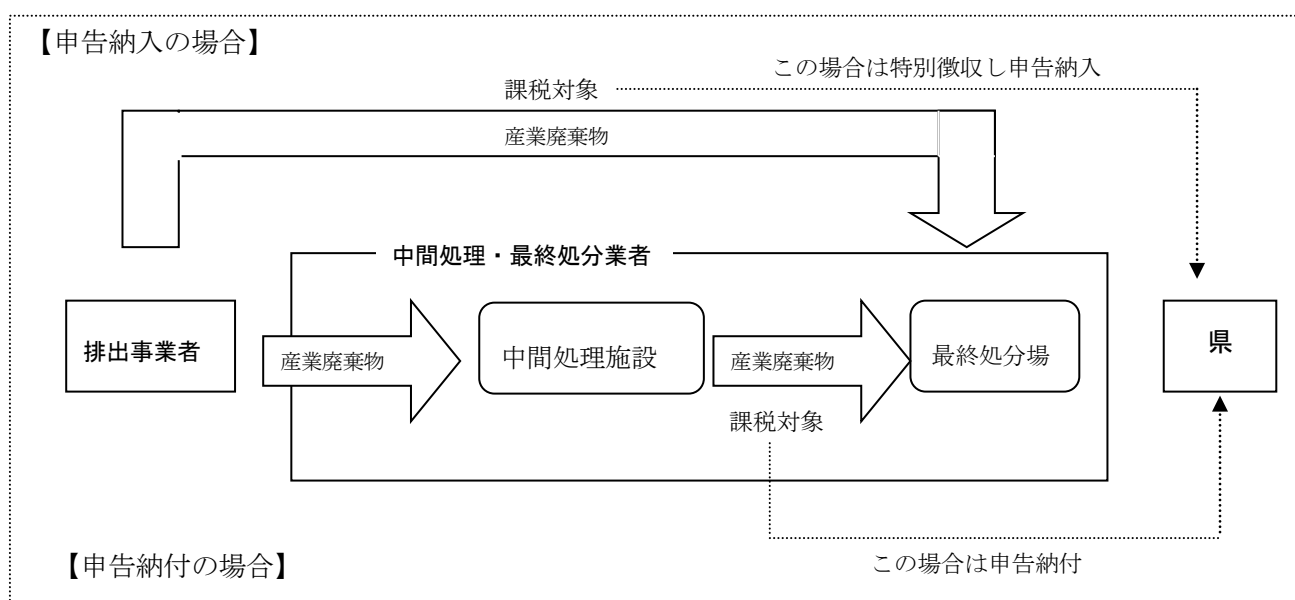 【申告納入の場合】
この場合は特別徴収し申告納入
課税対象
産業廃棄物
中間処理・最終処分業者
排出事業者
産業廃棄物
中間処理施設
産業廃棄物
最終処分場
県
課税対象
この場合は申告納付
【申告納付の場合】